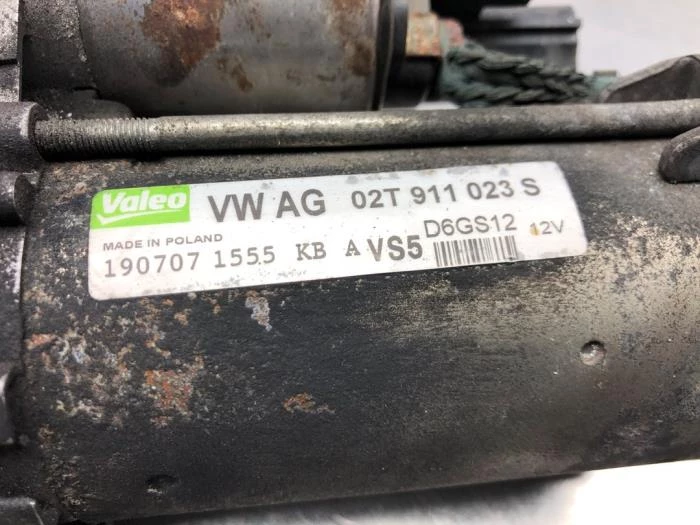 Valeo VW AG 02T 911 023 S
MADE IN POLAND D6GS12 12V
190707 1555 KB A VS5